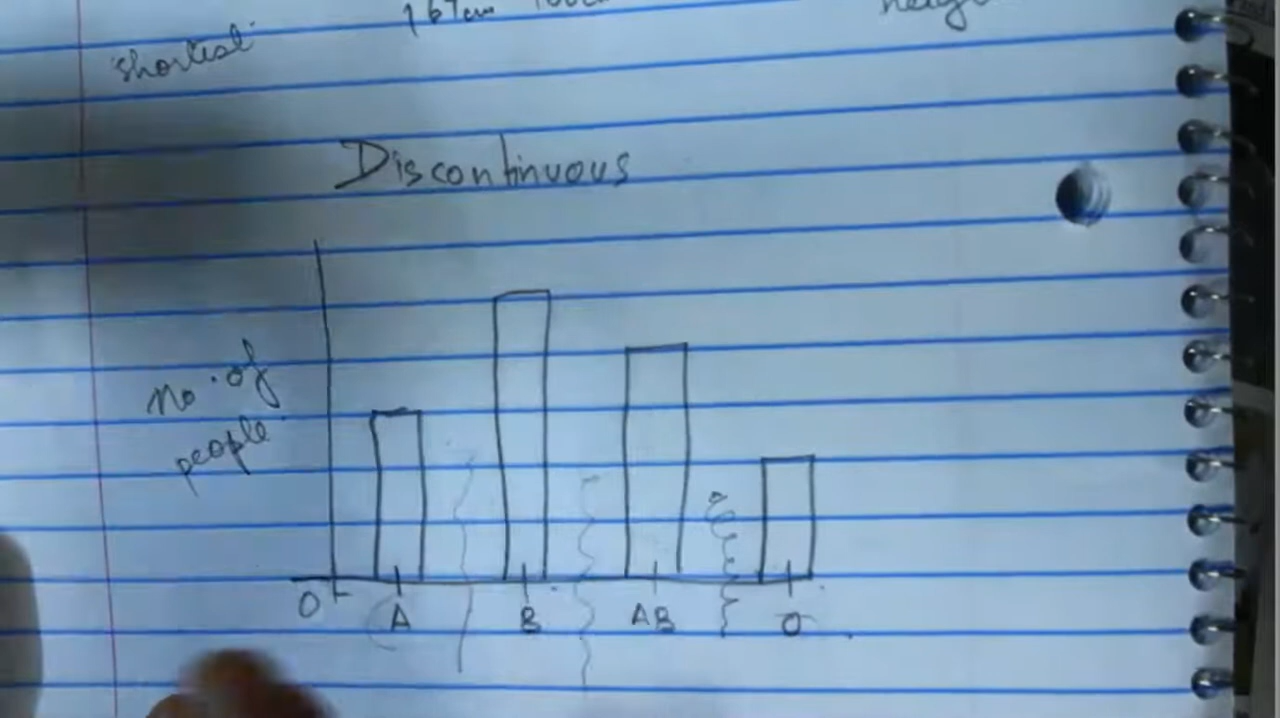 shortest
Discontinuous
no. of
people
O A B AB O